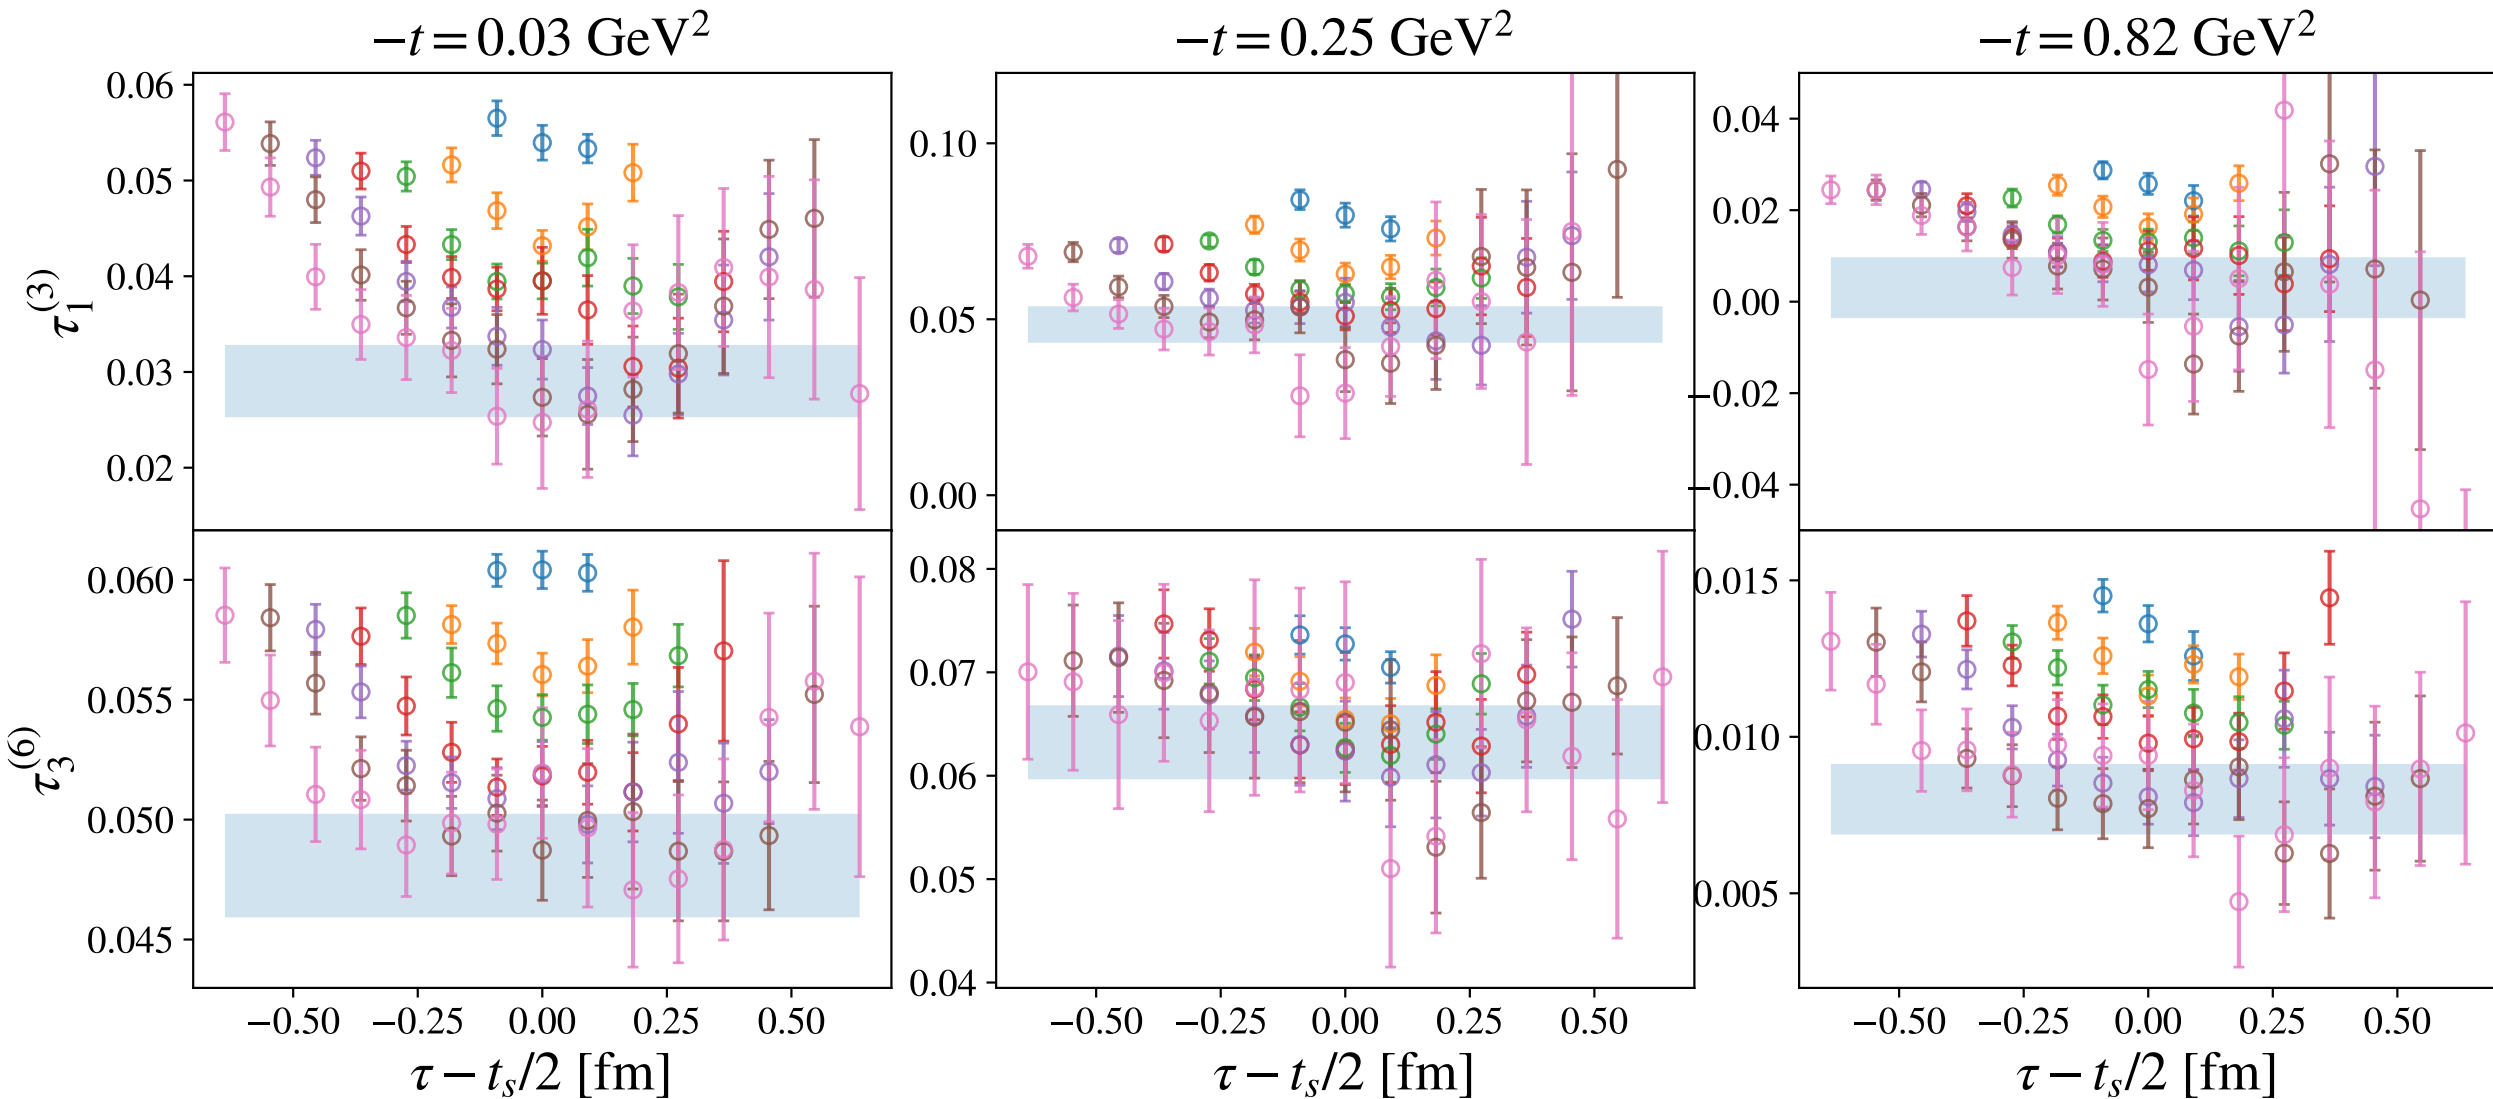 −t = 0.03 GeV²
−t = 0.25 GeV²
−t = 0.82 GeV²
τ₁⁽³⁾
0.06
0.05
0.04
0.03
0.02
0.10
0.05
0.00
0.04
0.02
0.00
−0.02
−0.04
τ₃⁽⁶⁾
0.060
0.055
0.050
0.045
0.08
0.07
0.06
0.05
0.04
0.015
0.010
0.005
−0.50 −0.25 0.00 0.25 0.50
−0.50 −0.25 0.00 0.25 0.50
−0.50 −0.25 0.00 0.25 0.50
τ − tₛ/2 [fm]
τ − tₛ/2 [fm]
τ − tₛ/2 [fm]